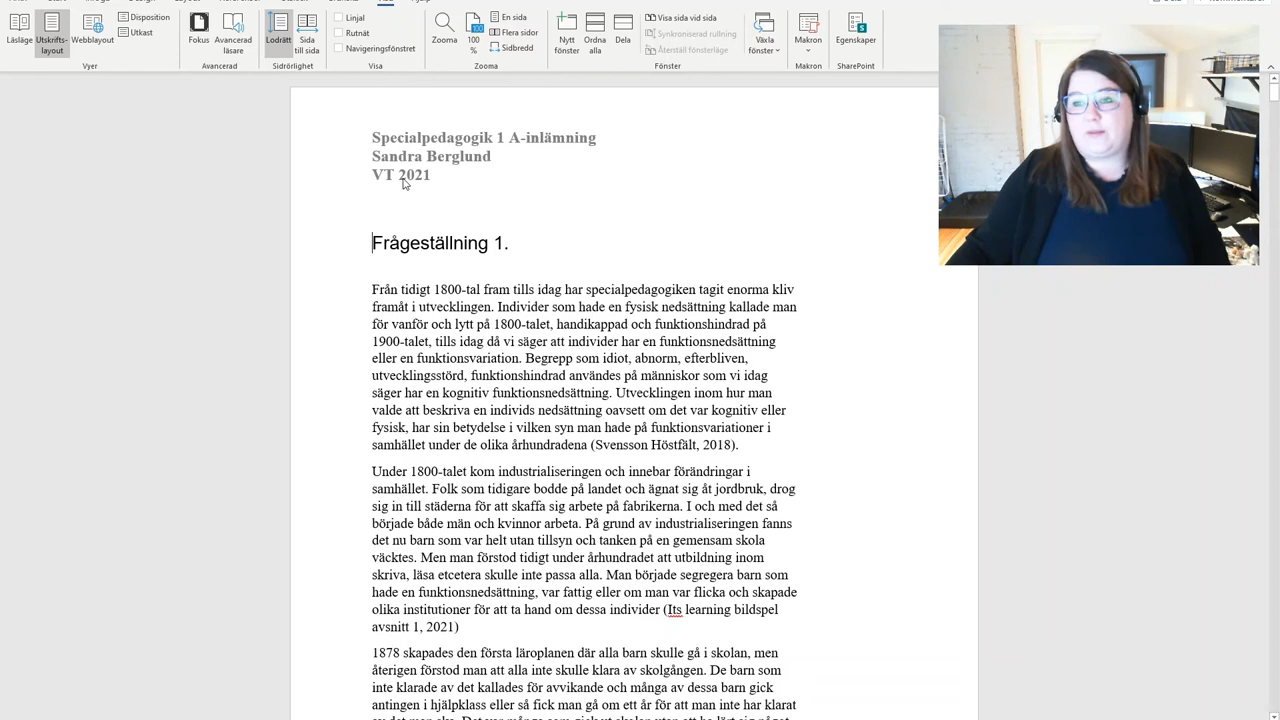 Disposition
Utkast
Läsläge
Utskrifts-
layout
Webblayout
Vyer
Fokus
Avancerad
läsare
Avancerad
Lodrätt
Sida
till sida
Sidrörlighet
Linjal
Rutnät
Navigeringsfönstret
Visa
Zooma
100
%
En sida
Flera sidor
Sidbredd
Zooma
Nytt
fönster
Ordna
alla
Dela
Visa sida vid sida
Synkroniserad rullning
Återställ fönsterläge
Fönster
Växla
fönster
Makron
Makron
Egenskaper
SharePoint
Specialpedagogik 1 A-inlämning
Sandra Berglund
VT 2021
Frågeställning 1.
Från tidigt 1800-tal fram tills idag har specialpedagogiken tagit enorma kliv
framåt i utvecklingen. Individer som hade en fysisk nedsättning kallade man
för vanför och lytt på 1800-talet, handikappad och funktionshindrad på
1900-talet, tills idag då vi säger att individer har en funktionsnedsättning
eller en funktionsvariation. Begrepp som idiot, abnorm, efterbliven,
utvecklingsstörd, funktionshindrad användes på människor som vi idag
säger har en kognitiv funktionsnedsättning. Utvecklingen inom hur man
valde att beskriva en individs nedsättning oavsett om det var kognitiv eller
fysisk, har sin betydelse i vilken syn man hade på funktionsvariationer i
samhället under de olika århundradena (Svensson Höstfält, 2018).
Under 1800-talet kom industrialiseringen och innebar förändringar i
samhället. Folk som tidigare bodde på landet och ägnat sig åt jordbruk, drog
sig in till städerna för att skaffa sig arbete på fabrikerna. I och med det så
började både män och kvinnor arbeta. På grund av industrialiseringen fanns
det nu barn som var helt utan tillsyn och tanken på en gemensam skola
väcktes. Men man förstod tidigt under århundradet att utbildning inom
skriva, läsa etcetera skulle inte passa alla. Man började segregera barn som
hade en funktionsnedsättning, var fattig eller om man var flicka och skapade
olika institutioner för att ta hand om dessa individer (Its learning bildspel
avsnitt 1, 2021)
1878 skapades den första läroplanen där alla barn skulle gå i skolan, men
återigen förstod man att alla inte skulle klara av skolgången. De barn som
inte klarade av det kallades för avvikande och många av dessa barn gick
antingen i hjälpklass eller så fick man gå om ett år för att man inte har klarat